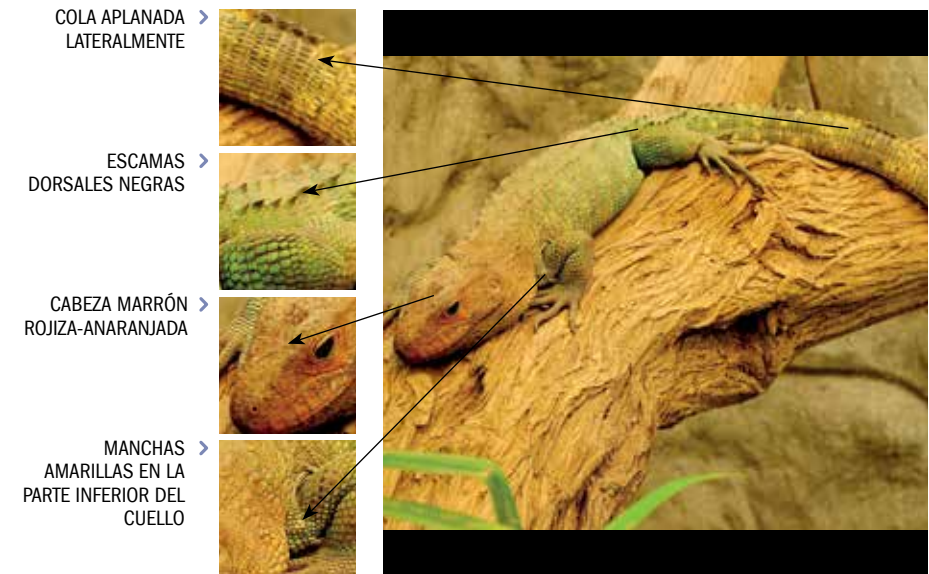 COLA APLANADA
LATERALMENTE
ESCAMAS
DORSALES NEGRAS
CABEZA MARRÓN
ROJIZA-ANARANJADA
MANCHAS
AMARILLAS EN LA
PARTE INFERIOR DEL
CUELLO